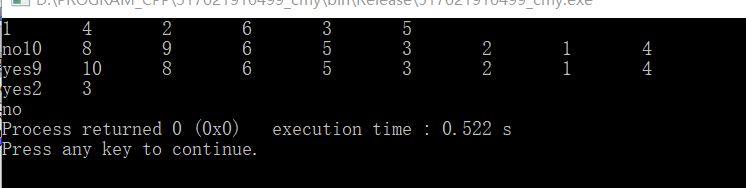 D:\PROGRAM_CPP\517021910499_cmy\bin\Release\517021910499_cmy.exe
1 4 2 6 3 5
no10 8 9 6 5 3 2 1 4
yes9 10 8 6 5 3 2 1 4
yes2 3
no
Process returned 0 (0x0) execution time : 0.522 s
Press any key to continue.